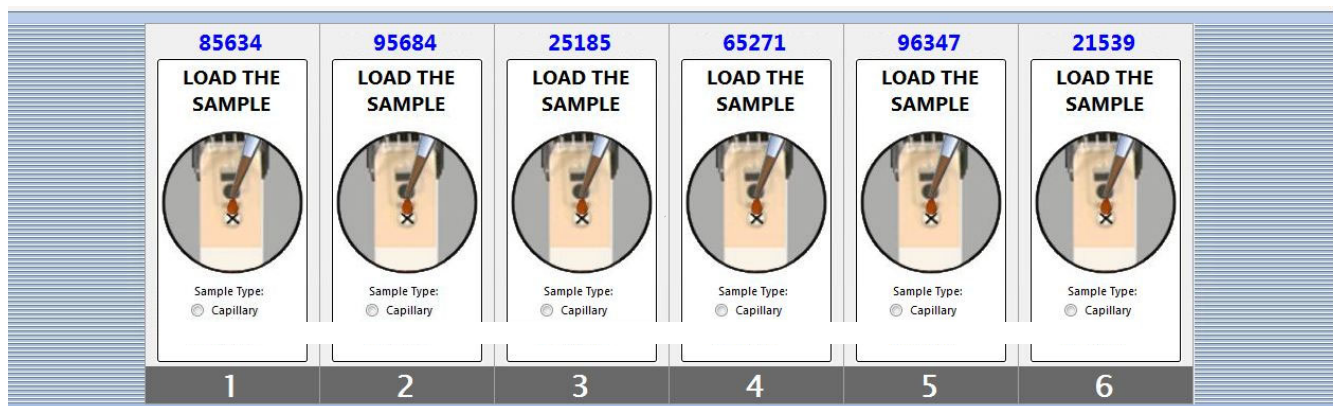 85634 95684 25185 65271 96347 21539
LOAD THE LOAD THE LOAD THE LOAD THE LOAD THE LOAD THE
SAMPLE SAMPLE SAMPLE SAMPLE SAMPLE SAMPLE
Sample Type: Sample Type: Sample Type: Sample Type: Sample Type: Sample Type:
Capillary Capillary Capillary Capillary Capillary Capillary
1 2 3 4 5 6